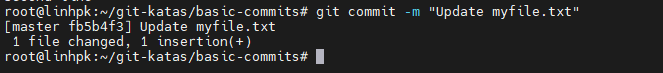 root@linhpk:~/git-katas/basic-commits# git commit -m "Update myfile.txt"
[master fb5b4f3] Update myfile.txt
 1 file changed, 1 insertion(+)
root@linhpk:~/git-katas/basic-commits#